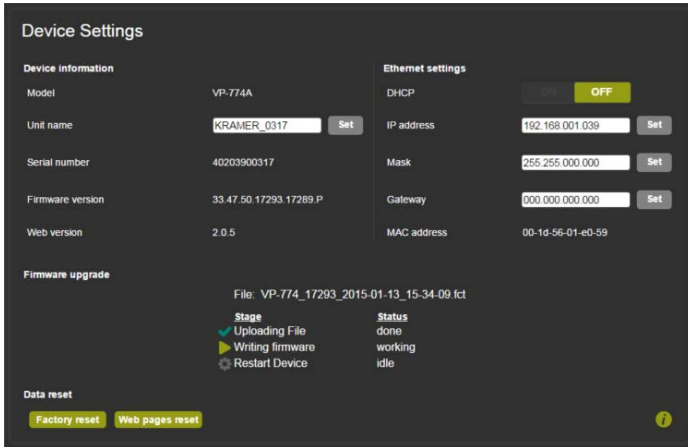 Device Settings
Device information
Model VP-774A
Unit name KRAMER_0317 Set
Serial number 40203900317
Firmware version 33.47.50.17293.17289.P
Web version 2.0.5
Ethernet settings
DHCP ON OFF
IP address 192.168.001.039 Set
Mask 255.255.000.000 Set
Gateway 000.000.000.000 Set
MAC address 00-1d-56-01-e0-59
Firmware upgrade
File: VP-774_17293_2015-01-13_15-34-09.fct
Stage Status
Uploading File done
Writing firmware working
Restart Device idle
Data reset
Factory reset Web pages reset
i